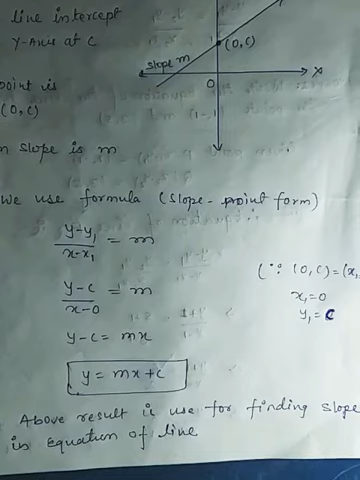 line intercept
Y-Axis at C
(0,C)
slope m
X
0
point is
(0,C)
slope is m
we use formula (slope-point form)
y-y₁/x-x₁ = m
(∵ (0,C)=(x₁
y-c/x-0 = m
x₁=0
y₁=C
y-c= mx
y = mx+c
Above result is use for finding slope
in Equation of line